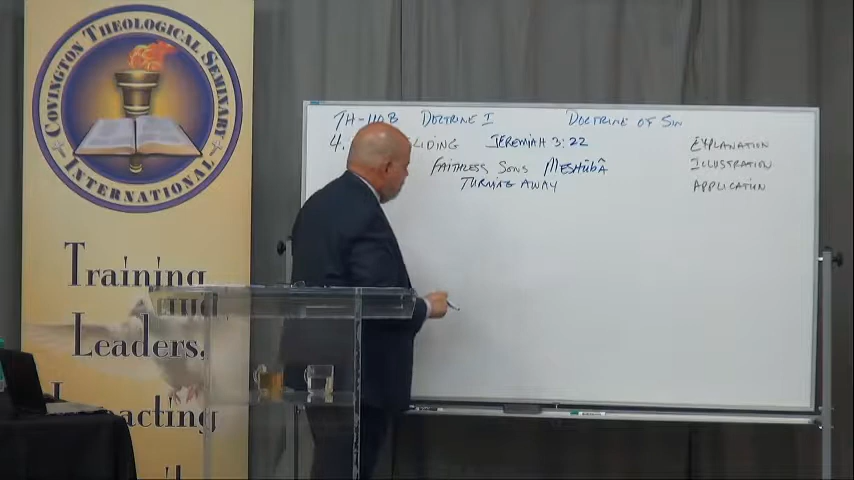 COVINGTON THEOLOGICAL SEMINARY
INTERNATIONAL
Training
Leaders,
TH-110B DOCTRINE I DOCTRINE OF SIN
4. SLIDING JEREMIAH 3:22 EXPLANATION
FAITHLESS SONS MESHÛBÂ ILLUSTRATION
TURNING AWAY APPLICATION